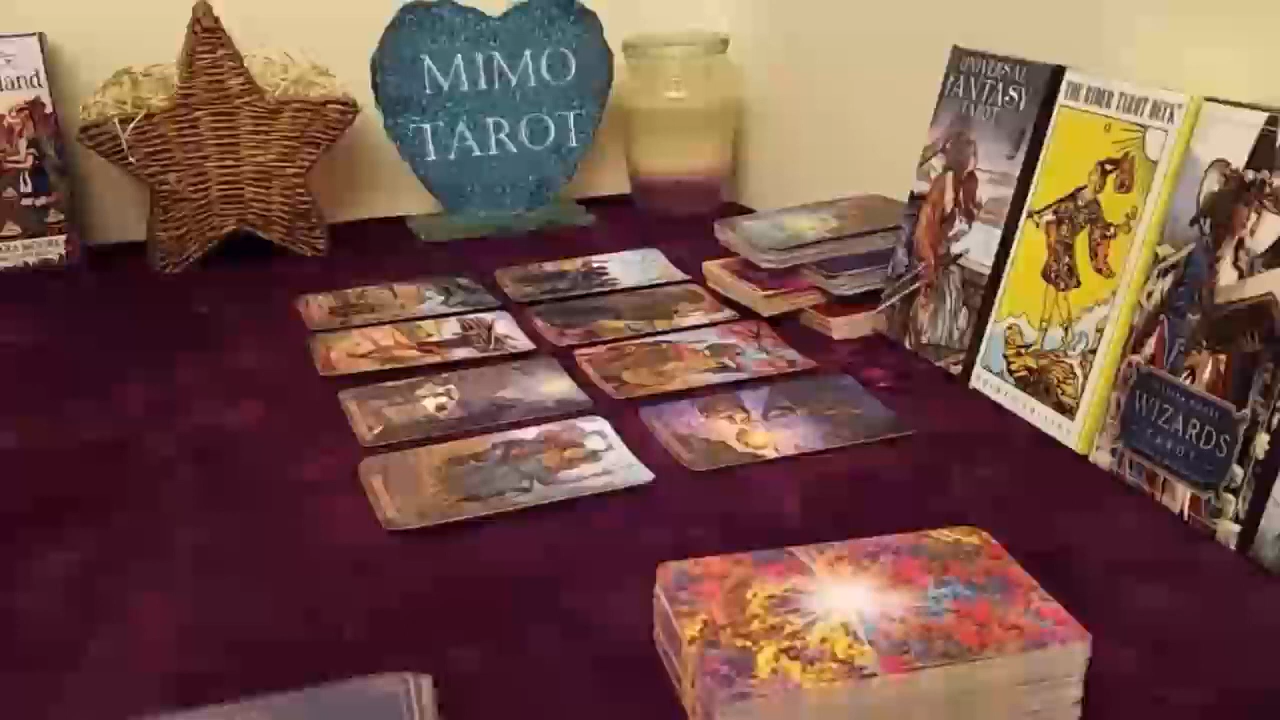 land
MIMO
TAROT
UNIVERSAL
FANTASY
TAROT
THE RIDER TAROT DECK
WIZARDS
TAROT